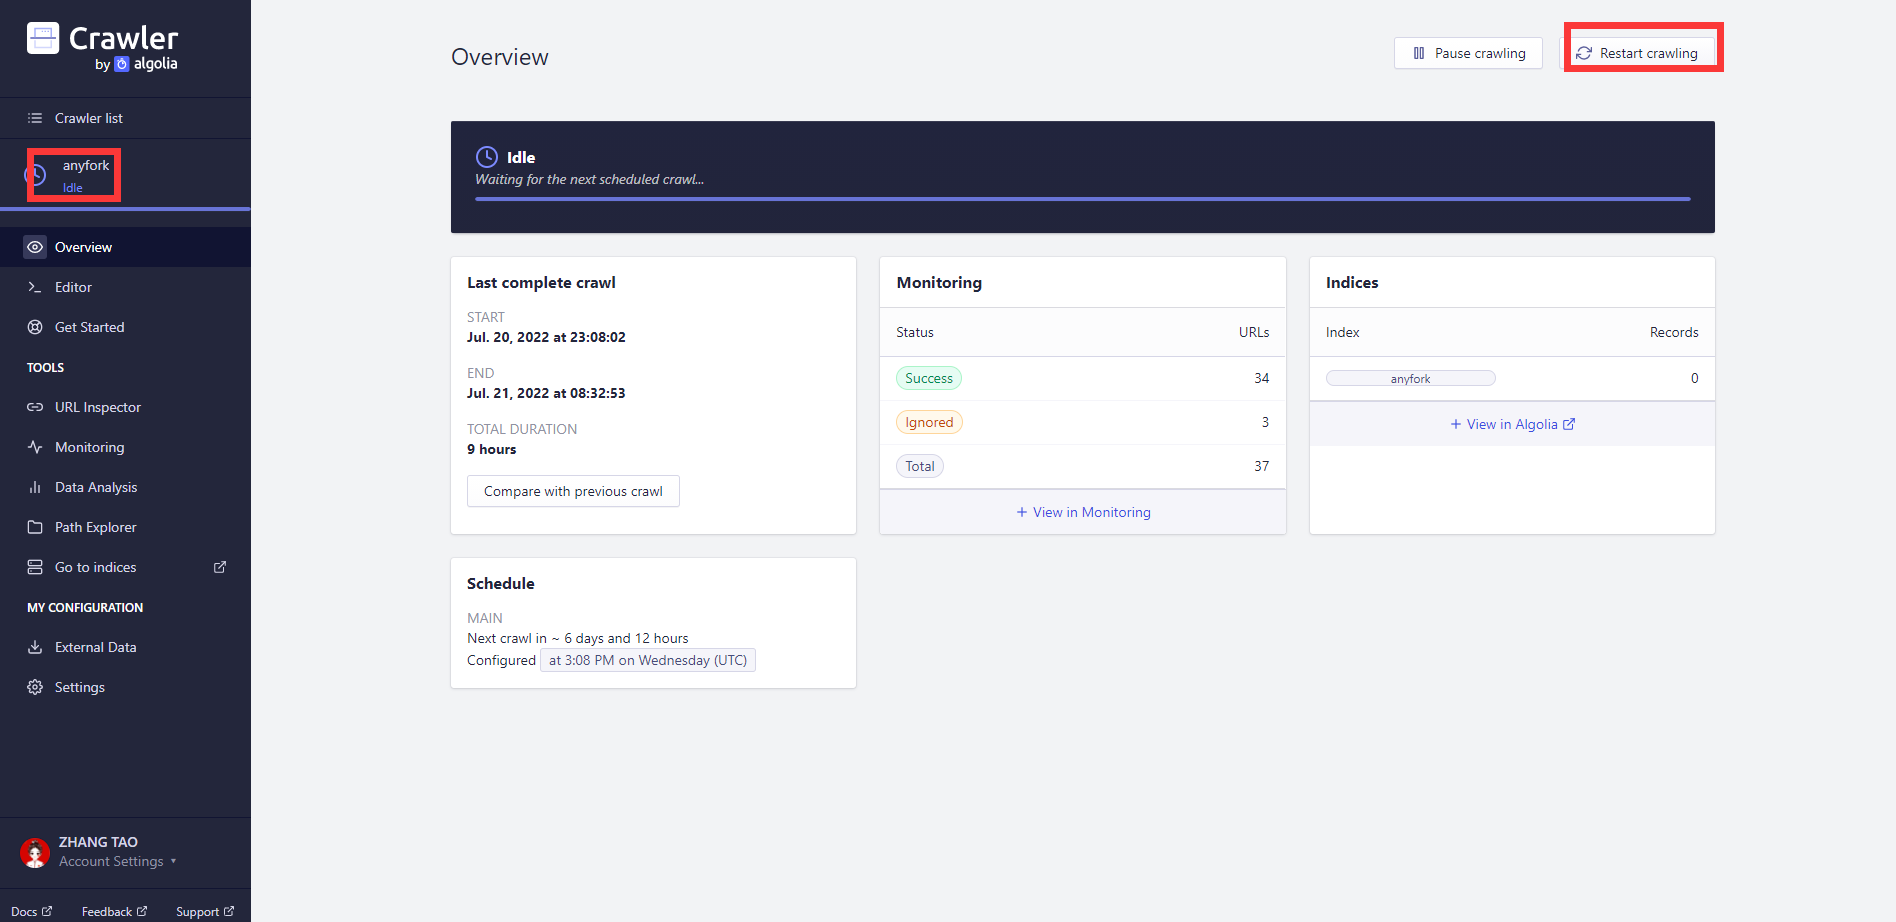 Crawler
by algolia
Crawler list
anyfork
Idle
Overview
Editor
Get Started
TOOLS
URL Inspector
Monitoring
Data Analysis
Path Explorer
Go to indices
MY CONFIGURATION
External Data
Settings
ZHANG TAO
Account Settings
Docs Feedback Support
Overview
Pause crawling Restart crawling
Idle
Waiting for the next scheduled crawl...
Last complete crawl
START
Jul. 20, 2022 at 23:08:02
END
Jul. 21, 2022 at 08:32:53
TOTAL DURATION
9 hours
Compare with previous crawl
Monitoring
Status URLs
Success 34
Ignored 3
Total 37
+ View in Monitoring
Indices
Index Records
anyfork 0
+ View in Algolia
Schedule
MAIN
Next crawl in ~ 6 days and 12 hours
Configured at 3:08 PM on Wednesday (UTC)